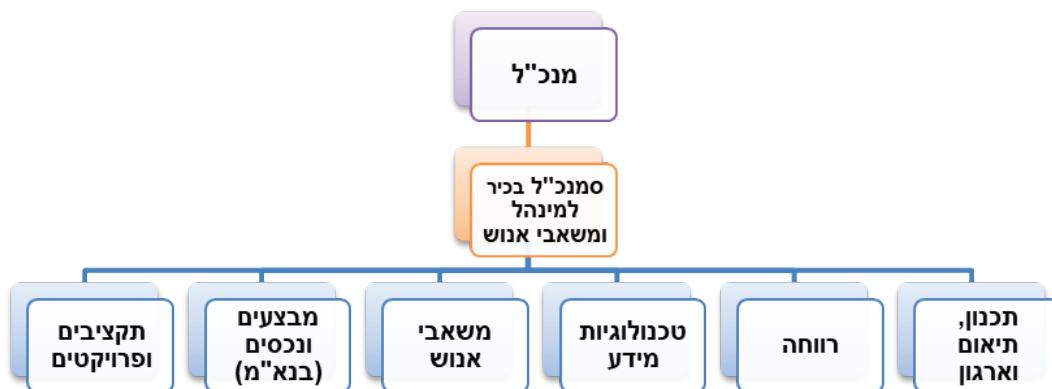 מנכ"ל
סמנכ"ל בכיר
למינהל
ומשאבי אנוש
תכנון,
תיאום
וארגון
רווחה
טכנולוגיות
מידע
משאבי
אנוש
מבצעים
ונכסים
(בנא"מ)
תקציבים
ופרויקטים